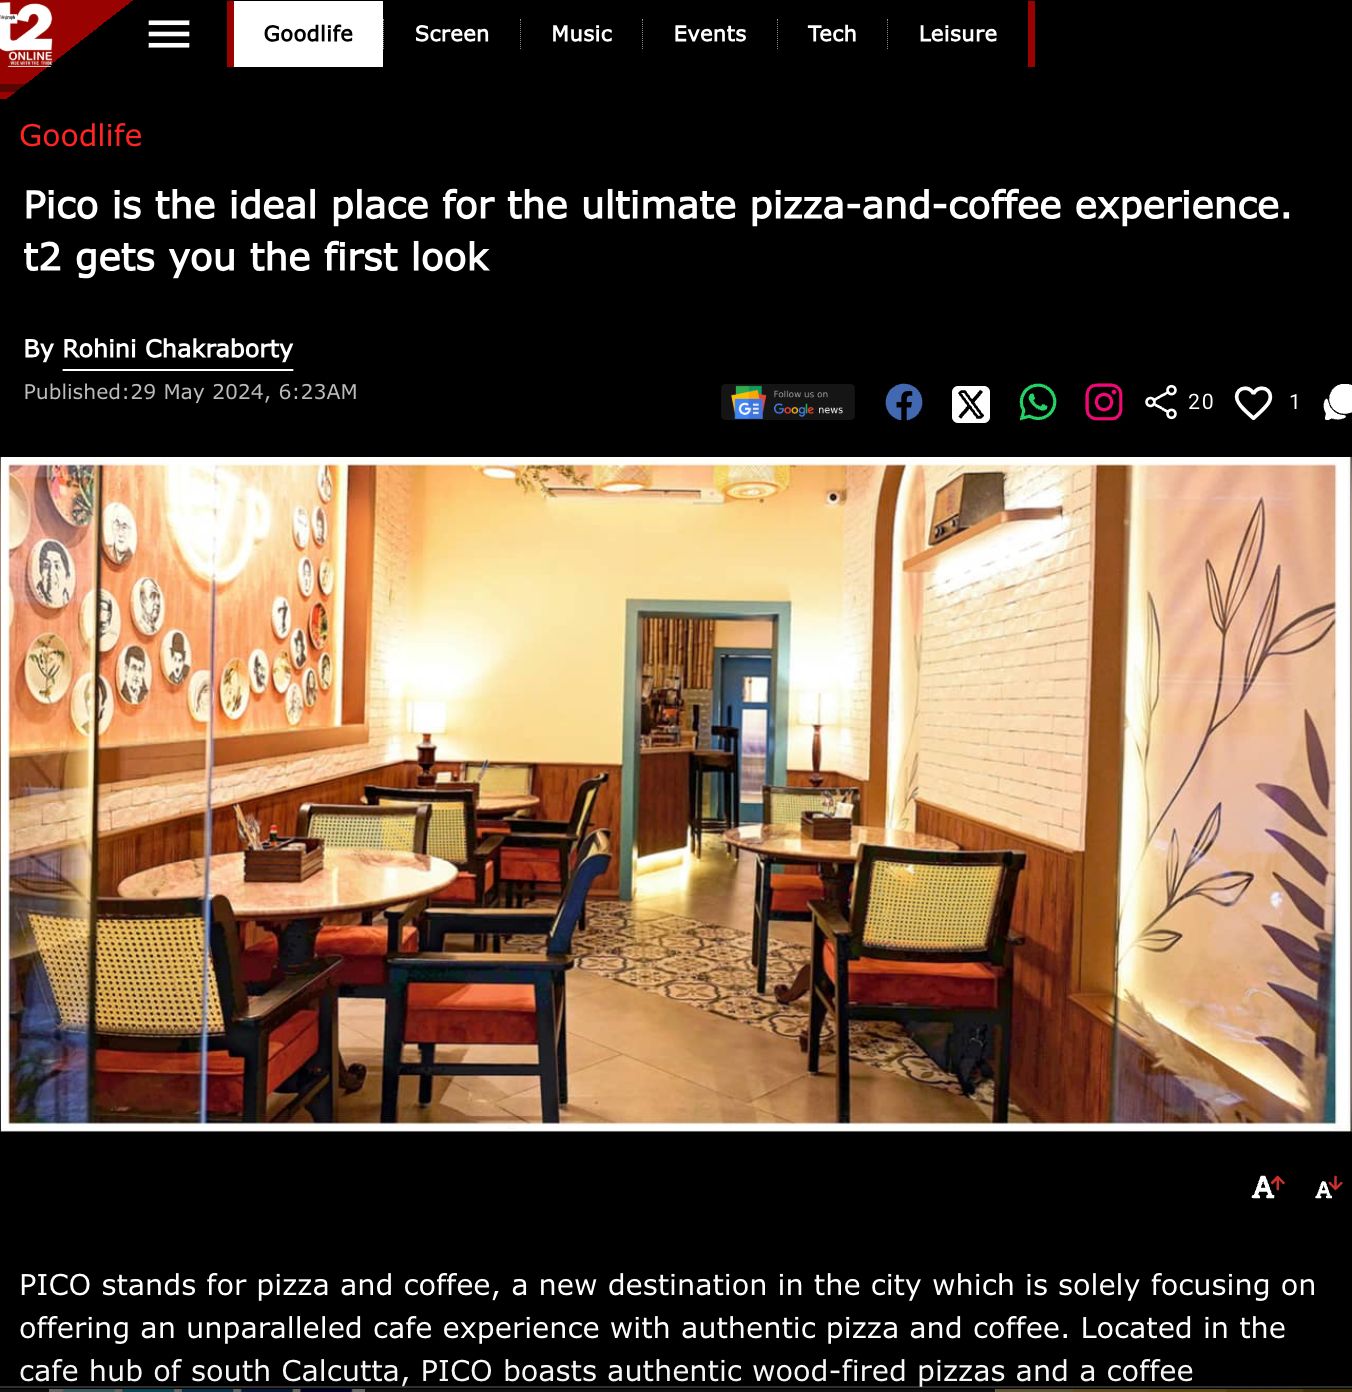 t2
ONLINE
Goodlife
Screen
Music
Events
Tech
Leisure
Goodlife
Pico is the ideal place for the ultimate pizza-and-coffee experience.
t2 gets you the first look
By Rohini Chakraborty
Published:29 May 2024, 6:23AM
Follow us on
GE Google news
20
1
A
A
PICO stands for pizza and coffee, a new destination in the city which is solely focusing on
offering an unparalleled cafe experience with authentic pizza and coffee. Located in the
cafe hub of south Calcutta, PICO boasts authentic wood-fired pizzas and a coffee